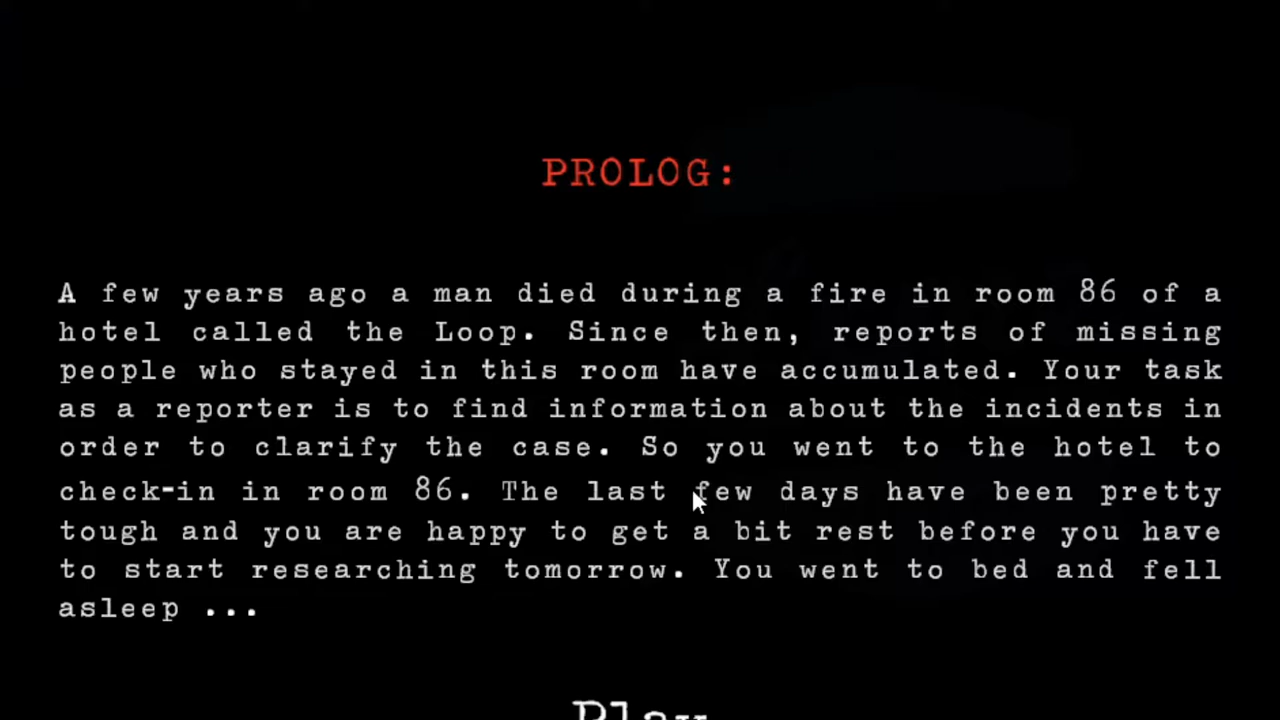 PROLOG:
A few years ago a man died during a fire in room 86 of a
hotel called the Loop. Since then, reports of missing
people who stayed in this room have accumulated. Your task
as a reporter is to find information about the incidents in
order to clarify the case. So you went to the hotel to
check-in in room 86. The last few days have been pretty
tough and you are happy to get a bit rest before you have
to start researching tomorrow. You went to bed and fell
asleep ...
Play